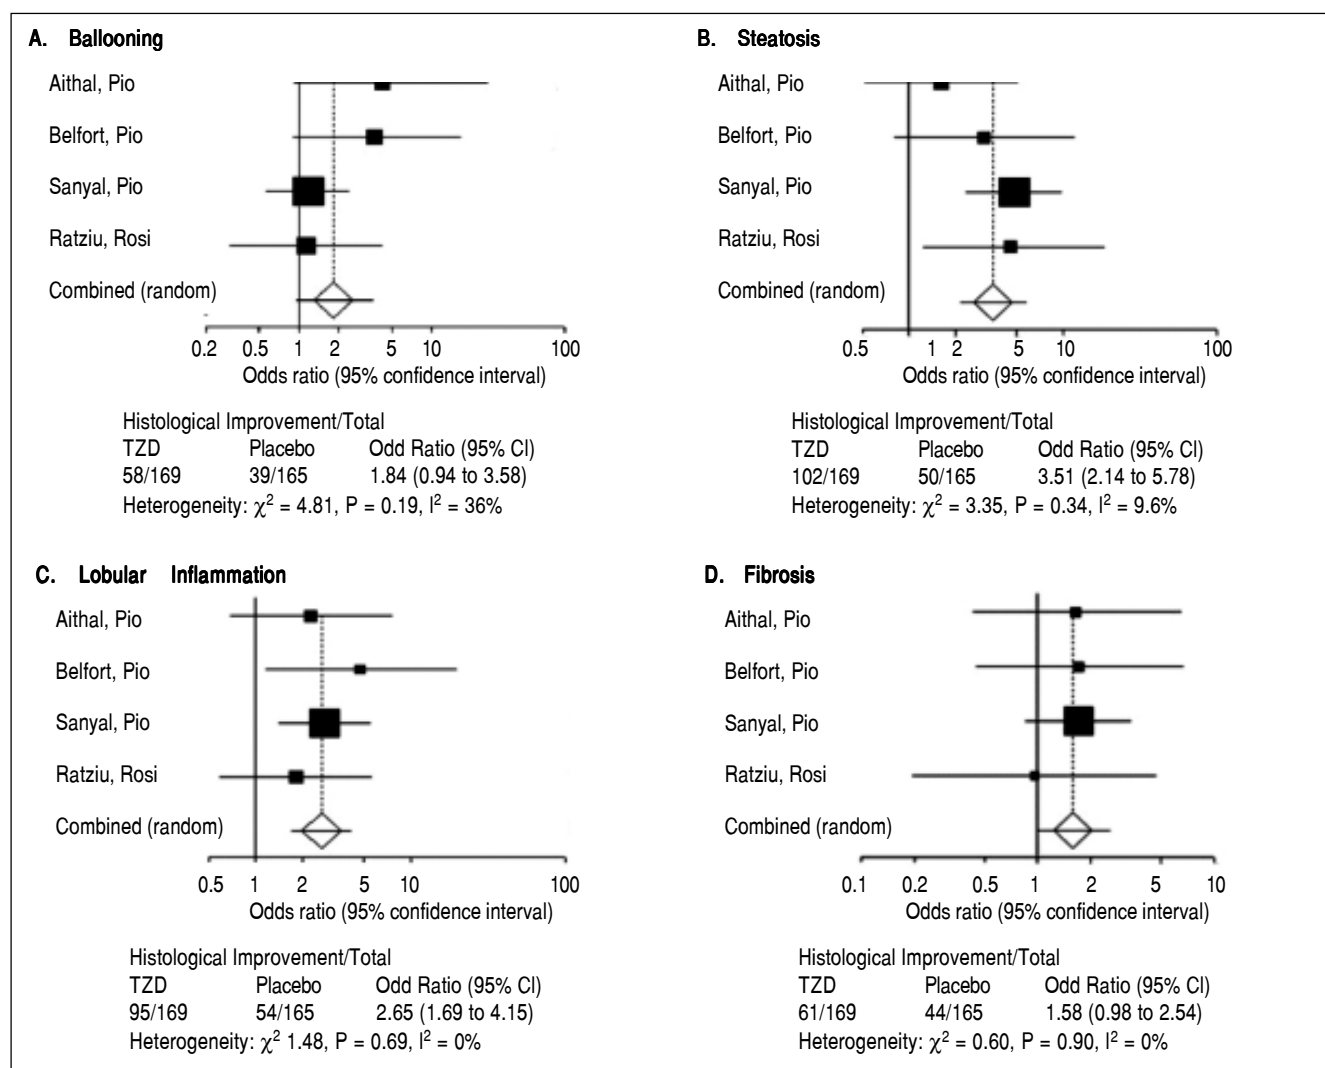 A. Ballooning
Aithal, Pio
Belfort, Pio
Sanyal, Pio
Ratziu, Rosi
Combined (random)
0.2 0.5 1 2 5 10 100
Odds ratio (95% confidence interval)
Histological Improvement/Total
TZD Placebo Odd Ratio (95% CI)
58/169 39/165 1.84 (0.94 to 3.58)
Heterogeneity: χ² = 4.81, P = 0.19, I² = 36%
B. Steatosis
Aithal, Pio
Belfort, Pio
Sanyal, Pio
Ratziu, Rosi
Combined (random)
0.5 1 2 5 10 100
Odds ratio (95% confidence interval)
Histological Improvement/Total
TZD Placebo Odd Ratio (95% CI)
102/169 50/165 3.51 (2.14 to 5.78)
Heterogeneity: χ² = 3.35, P = 0.34, I² = 9.6%
C. Lobular Inflammation
Aithal, Pio
Belfort, Pio
Sanyal, Pio
Ratziu, Rosi
Combined (random)
0.5 1 2 5 10 100
Odds ratio (95% confidence interval)
Histological Improvement/Total
TZD Placebo Odd Ratio (95% CI)
95/169 54/165 2.65 (1.69 to 4.15)
Heterogeneity: χ² 1.48, P = 0.69, I² = 0%
D. Fibrosis
Aithal, Pio
Belfort, Pio
Sanyal, Pio
Ratziu, Rosi
Combined (random)
0.1 0.2 0.5 1 2 5 10
Odds ratio (95% confidence interval)
Histological Improvement/Total
TZD Placebo Odd Ratio (95% CI)
61/169 44/165 1.58 (0.98 to 2.54)
Heterogeneity: χ² = 0.60, P = 0.90, I² = 0%